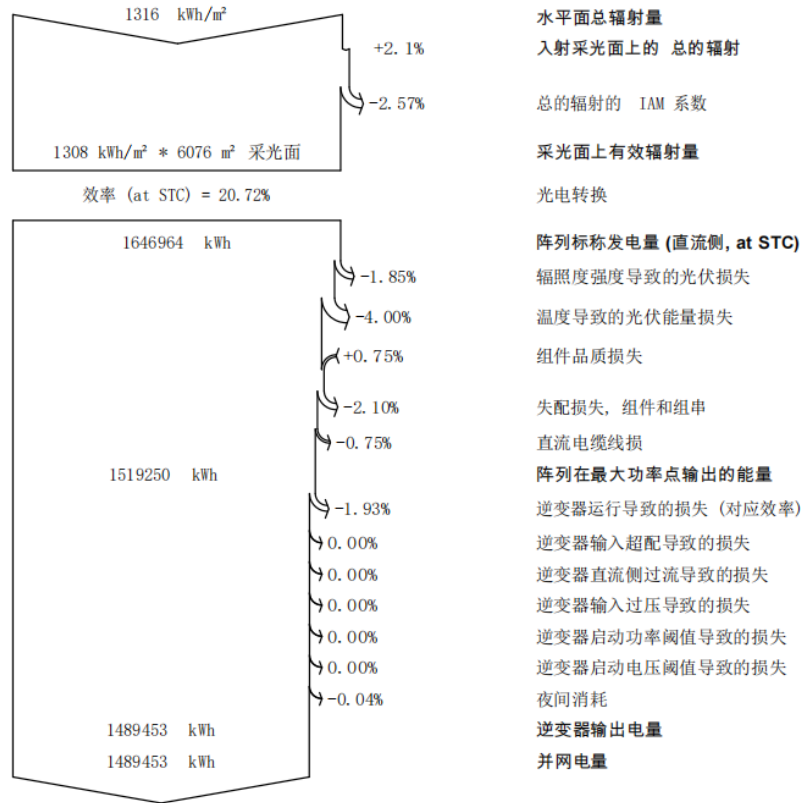 1316 kWh/m² 水平面总辐射量
+2.1% 入射采光面上的 总的辐射
-2.57% 总的辐射的 IAM 系数
1308 kWh/m² * 6076 m² 采光面 采光面上有效辐射量
效率 (at STC) = 20.72% 光电转换
1646964 kWh 阵列标称发电量 (直流侧, at STC)
-1.85% 辐照度强度导致的光伏损失
-4.00% 温度导致的光伏能量损失
+0.75% 组件品质损失
-2.10% 失配损失, 组件和组串
-0.75% 直流电缆线损
1519250 kWh 阵列在最大功率点输出的能量
-1.93% 逆变器运行导致的损失 (对应效率)
0.00% 逆变器输入超配导致的损失
0.00% 逆变器直流侧过流导致的损失
0.00% 逆变器输入过压导致的损失
0.00% 逆变器启动功率阈值导致的损失
0.00% 逆变器启动电压阈值导致的损失
-0.04% 夜间消耗
1489453 kWh 逆变器输出电量
1489453 kWh 并网电量